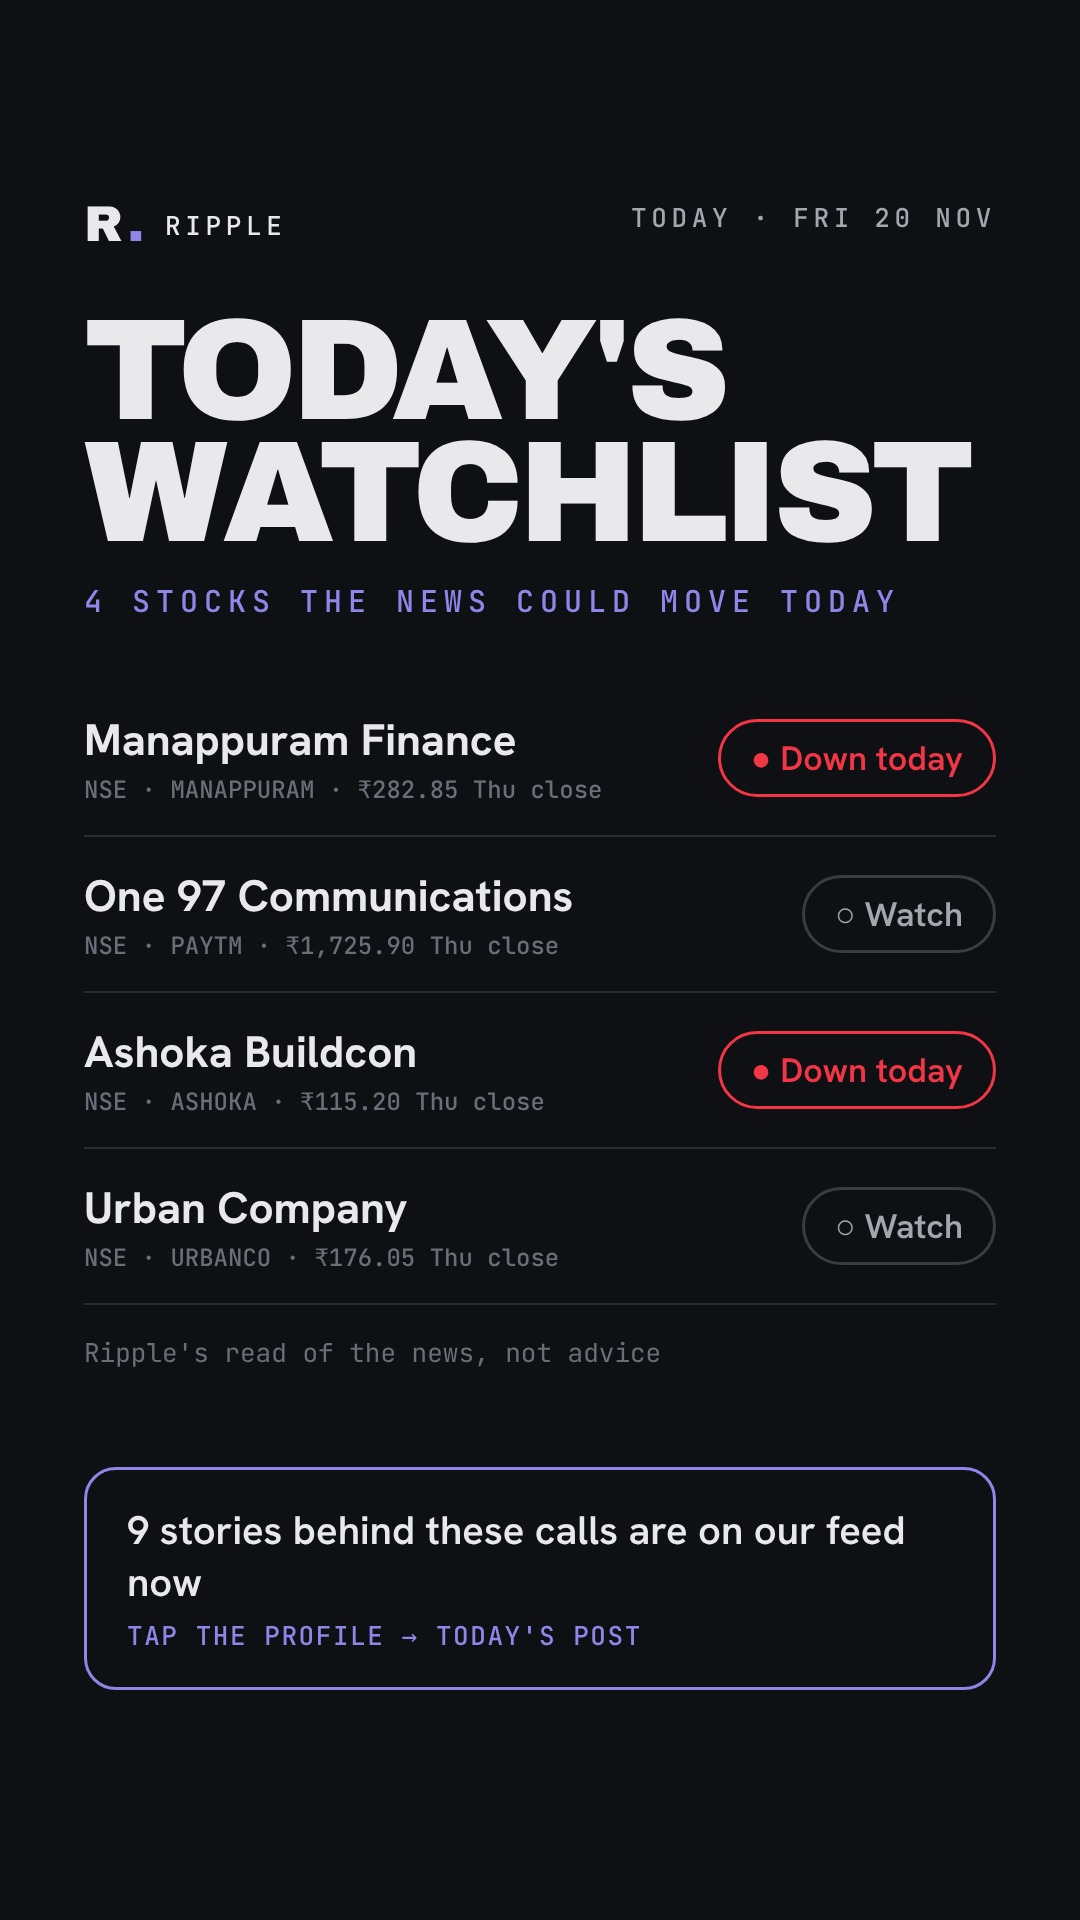 R. RIPPLE
TODAY · FRI 20 NOV
TODAY'S
WATCHLIST
4 STOCKS THE NEWS COULD MOVE TODAY
Manappuram Finance
NSE · MANAPPURAM · ₹282.85 Thu close
● Down today
One 97 Communications
NSE · PAYTM · ₹1,725.90 Thu close
○ Watch
Ashoka Buildcon
NSE · ASHOKA · ₹115.20 Thu close
● Down today
Urban Company
NSE · URBANCO · ₹176.05 Thu close
○ Watch
Ripple's read of the news, not advice
9 stories behind these calls are on our feed
now
TAP THE PROFILE → TODAY'S POST